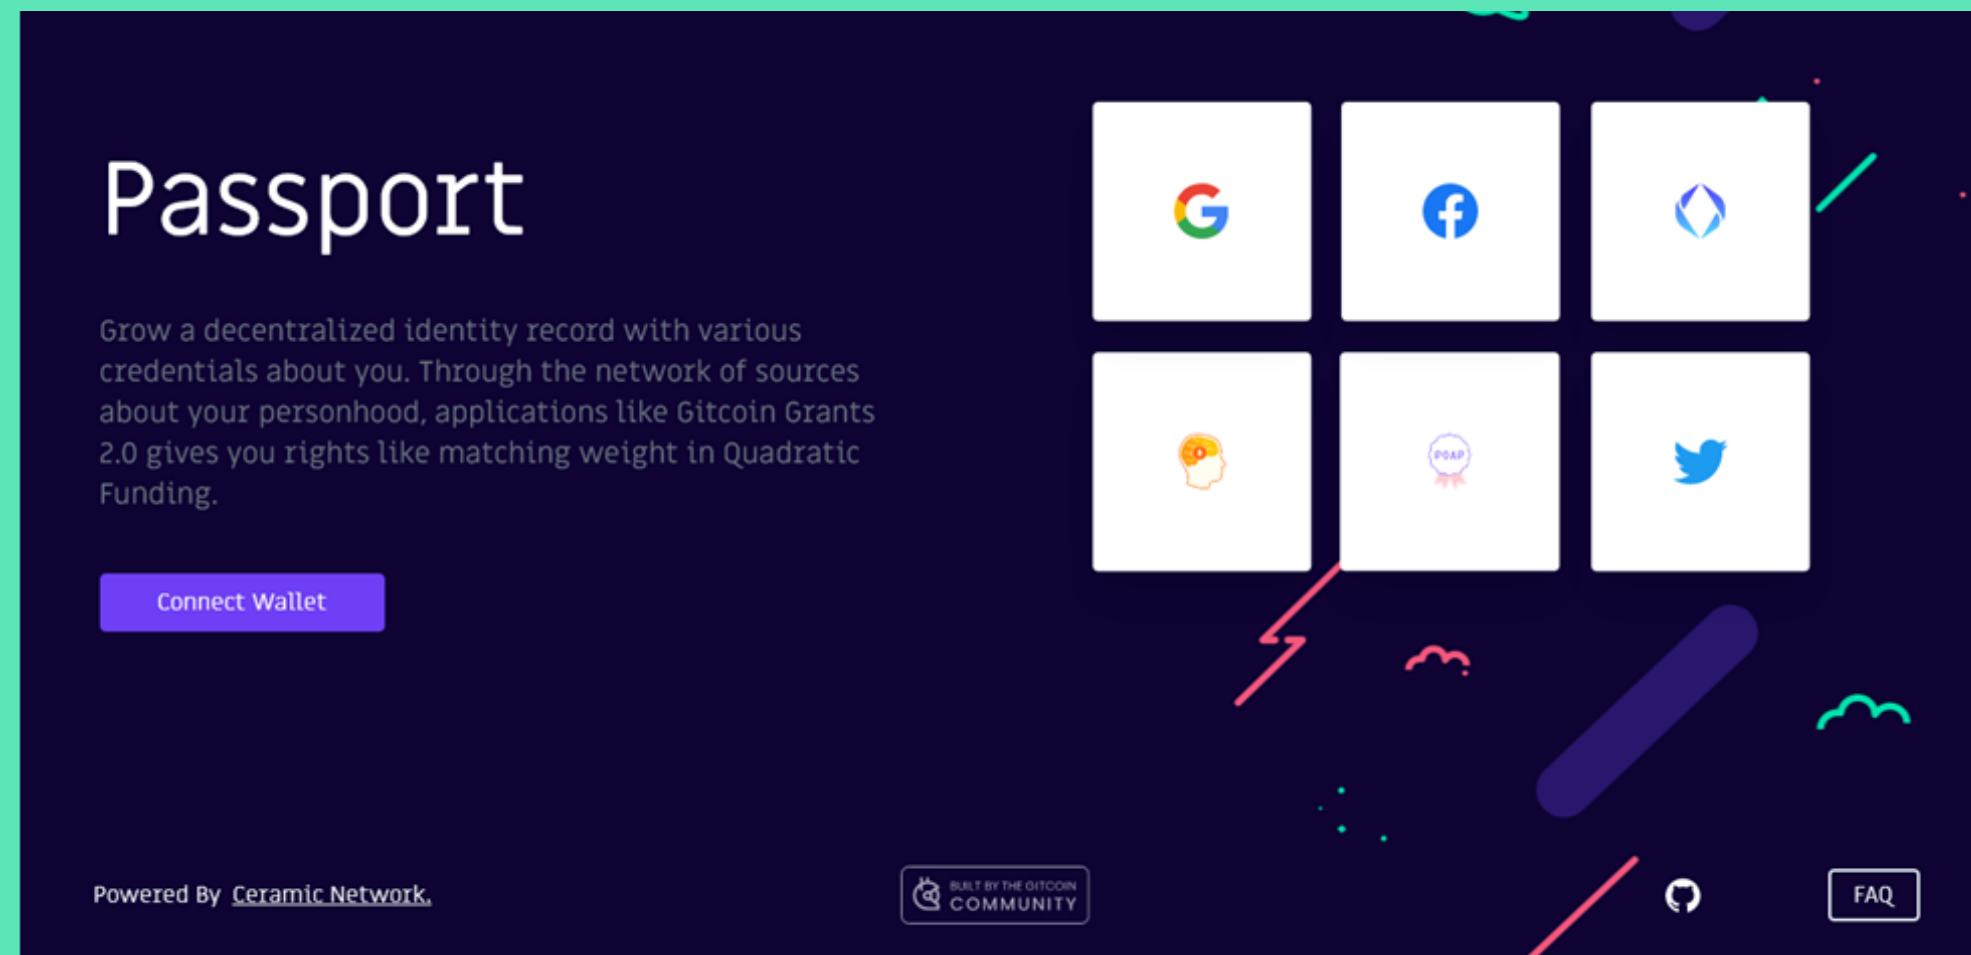 Passport
Grow a decentralized identity record with various
credentials about you. Through the network of sources
about your personhood, applications like Gitcoin Grants
2.0 gives you rights like matching weight in Quadratic
Funding.
Connect Wallet
POAP
Powered By Ceramic Network.
BUILT BY THE GITCOIN
COMMUNITY
FAQ